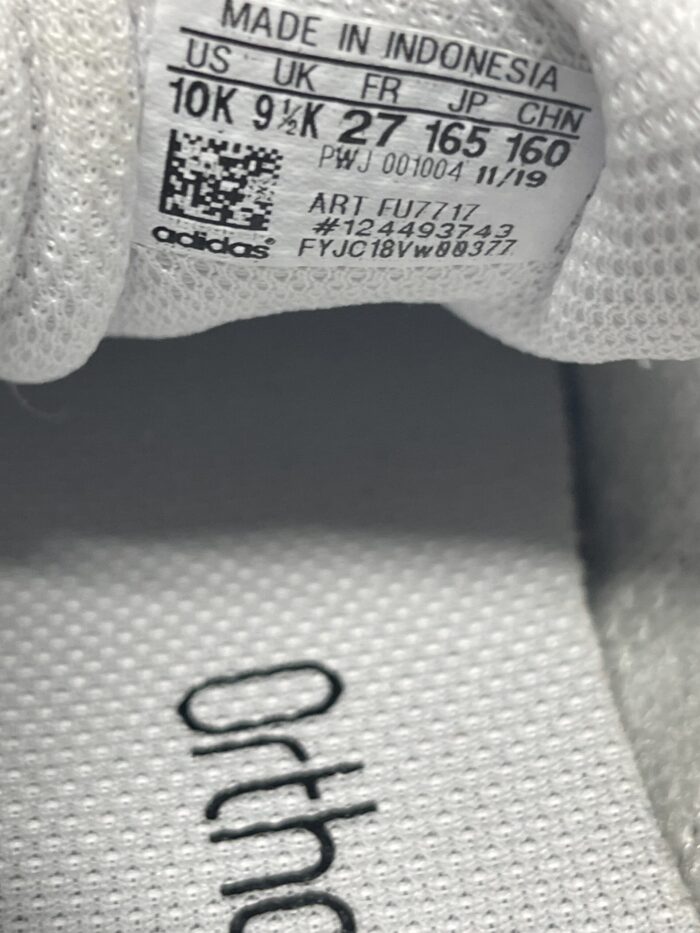 MADE IN INDONESIA
US UK FR JP CHN
10K 9½K 27 165 160
PWJ 001004 11/19
ART FU7717
#124493743
adidas®
Ortho